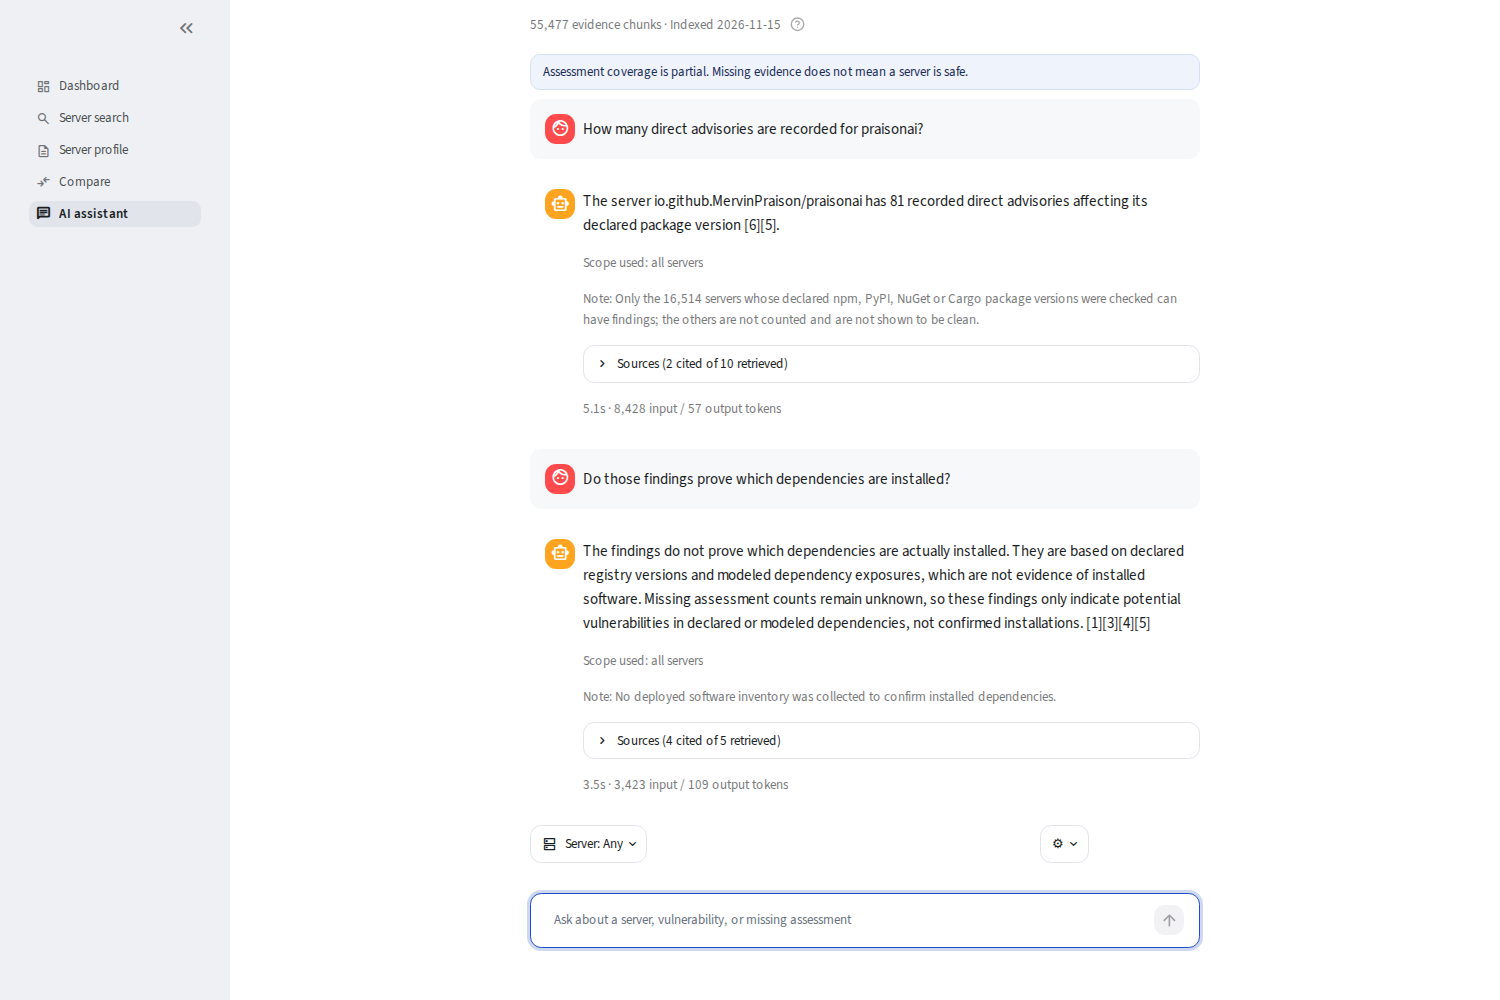 55,477 evidence chunks · Indexed 2026-11-15
Dashboard
Server search
Server profile
Compare
AI assistant
Assessment coverage is partial. Missing evidence does not mean a server is safe.
How many direct advisories are recorded for praisonai?
The server io.github.MervinPraison/praisonai has 81 recorded direct advisories affecting its
declared package version [6][5].
Scope used: all servers
Note: Only the 16,514 servers whose declared npm, PyPI, NuGet or Cargo package versions were checked can
have findings; the others are not counted and are not shown to be clean.
Sources (2 cited of 10 retrieved)
5.1s · 8,428 input / 57 output tokens
Do those findings prove which dependencies are installed?
The findings do not prove which dependencies are actually installed. They are based on declared
registry versions and modeled dependency exposures, which are not evidence of installed
software. Missing assessment counts remain unknown, so these findings only indicate potential
vulnerabilities in declared or modeled dependencies, not confirmed installations. [1][3][4][5]
Scope used: all servers
Note: No deployed software inventory was collected to confirm installed dependencies.
Sources (4 cited of 5 retrieved)
3.5s · 3,423 input / 109 output tokens
Server: Any
Ask about a server, vulnerability, or missing assessment